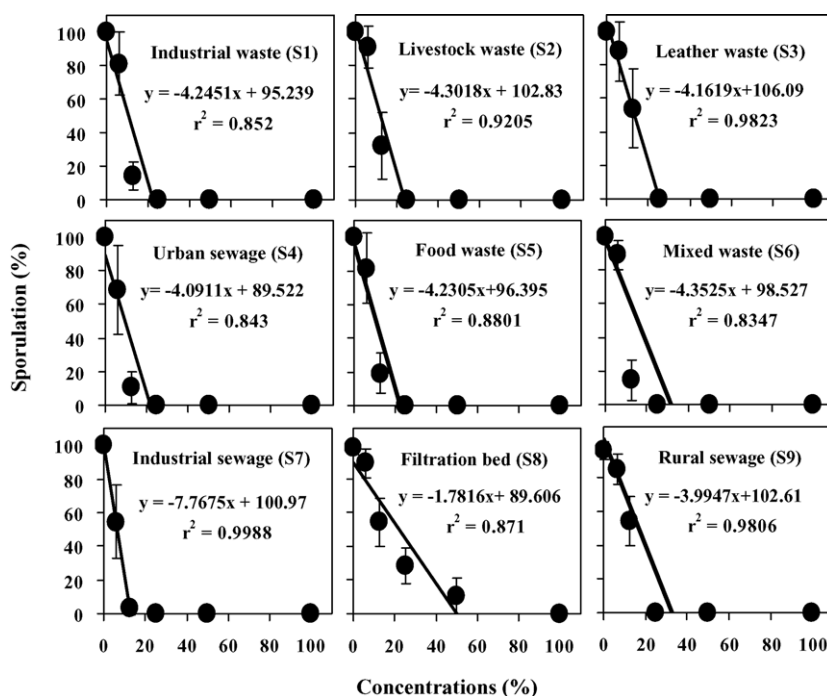 Sporulation (%)
100
80
60
40
20
0
Industrial waste (S1)
y = -4.2451x + 95.239
r² = 0.852
Livestock waste (S2)
y= -4.3018x + 102.83
r² = 0.9205
Leather waste (S3)
y= -4.1619x+106.09
r² = 0.9823
100
80
60
40
20
0
Urban sewage (S4)
y= -4.0911x + 89.522
r² = 0.843
Food waste (S5)
y= -4.2305x+96.395
r² = 0.8801
Mixed waste (S6)
y= -4.3525x + 98.527
r² = 0.8347
100
80
60
40
20
0
Industrial sewage (S7)
y = -7.7675x + 100.97
r² = 0.9988
Filtration bed (S8)
y = -1.7816x+ 89.606
r² = 0.871
Rural sewage (S9)
y= -3.9947x+102.61
r² = 0.9806
0 20 40 60 80 100
0 20 40 60 80 100
0 20 40 60 80 100
Concentrations (%)